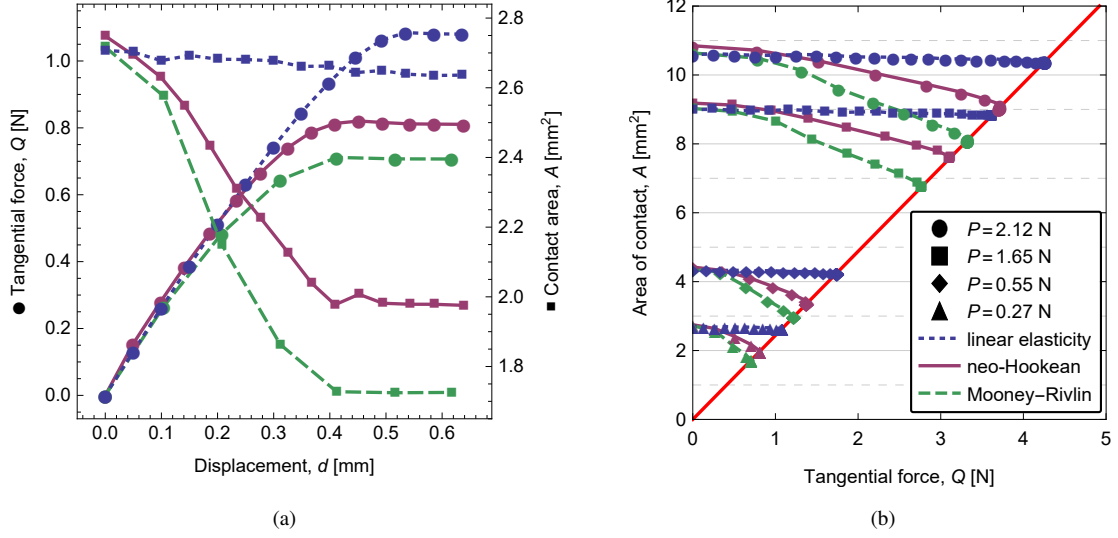 1.0
0.8
0.6
0.4
0.2
0.0
● Tangential force, Q [N]
2.8
2.6
2.4
2.2
2.0
1.8
■ Contact area, A [mm²]
0.0 0.1 0.2 0.3 0.4 0.5 0.6
Displacement, d [mm]
(a)
12
10
8
6
4
2
0
Area of contact, A [mm²]
P = 2.12 N
P = 1.65 N
P = 0.55 N
P = 0.27 N
linear elasticity
neo-Hookean
Mooney–Rivlin
0 1 2 3 4 5
Tangential force, Q [N]
(b)